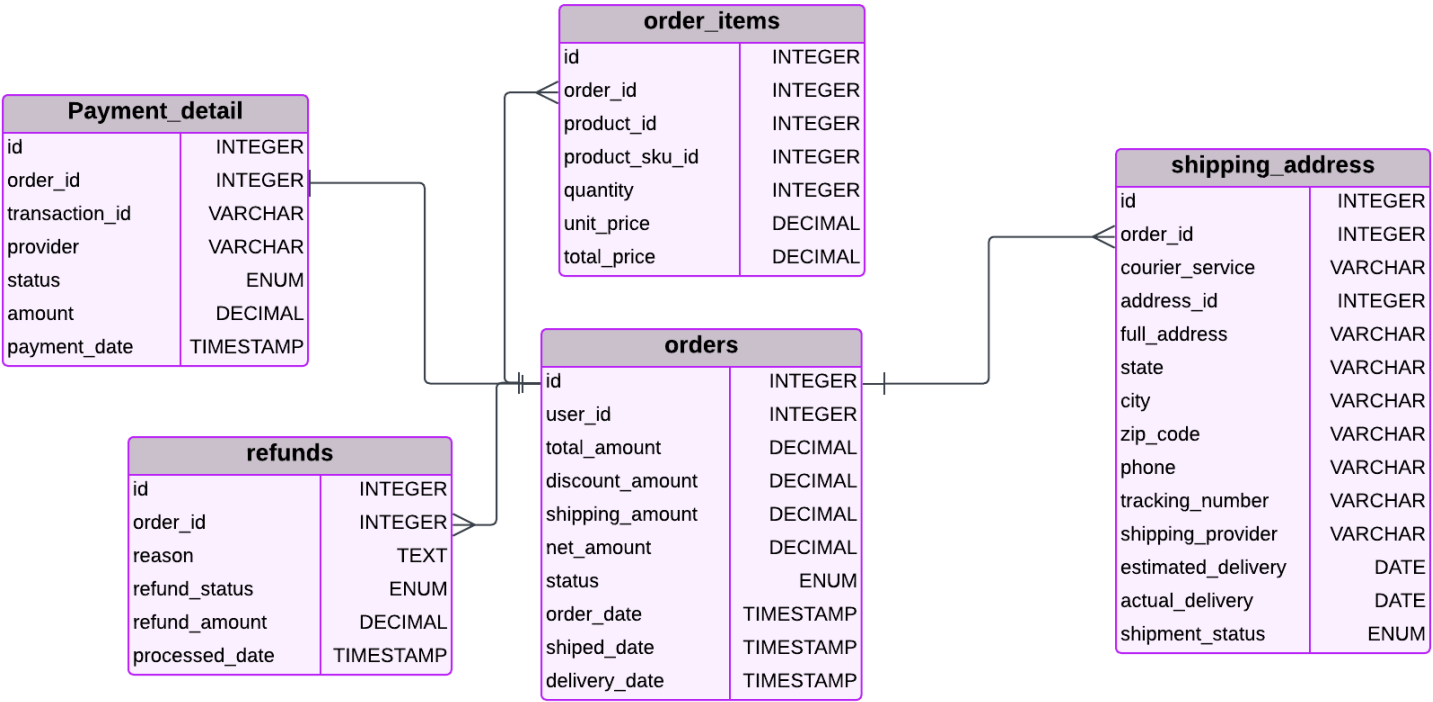 order_items
id INTEGER
order_id INTEGER
product_id INTEGER
product_sku_id INTEGER
quantity INTEGER
unit_price DECIMAL
total_price DECIMAL
Payment_detail
id INTEGER
order_id INTEGER
transaction_id VARCHAR
provider VARCHAR
status ENUM
amount DECIMAL
payment_date TIMESTAMP
shipping_address
id INTEGER
order_id INTEGER
courier_service VARCHAR
address_id INTEGER
full_address VARCHAR
state VARCHAR
city VARCHAR
zip_code VARCHAR
phone VARCHAR
tracking_number VARCHAR
shipping_provider VARCHAR
estimated_delivery DATE
actual_delivery DATE
shipment_status ENUM
orders
id INTEGER
user_id INTEGER
total_amount DECIMAL
discount_amount DECIMAL
shipping_amount DECIMAL
net_amount DECIMAL
status ENUM
order_date TIMESTAMP
shiped_date TIMESTAMP
delivery_date TIMESTAMP
refunds
id INTEGER
order_id INTEGER
reason TEXT
refund_status ENUM
refund_amount DECIMAL
processed_date TIMESTAMP